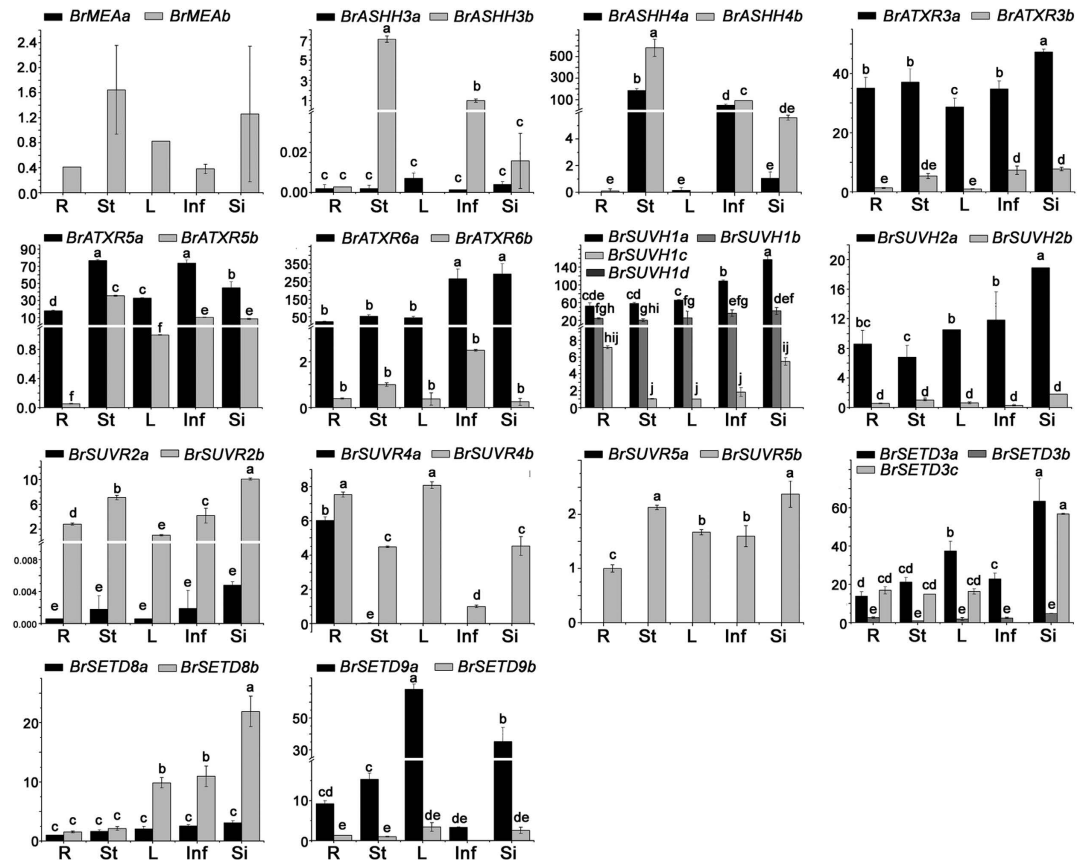 BrMEAa BrMEAb
2.4
2.0
1.6
1.2
0.8
0.4
0.0
R St L Inf Si
BrASHH3a BrASHH3b
7
5
3
1
0.02
0.00
c c a c c b c c
R St L Inf Si
BrASHH4a BrASHH4b
500
300
100
6
4
2
0
e b a e d c e de
R St L Inf Si
BrATXR3a BrATXR3b
40
20
0
b e b de c e b d a d
R St L Inf Si
BrATXR5a BrATXR5b
90
70
50
30
10
0.8
0.4
0.0
d f a c c f a e b e
R St L Inf Si
BrATXR6a BrATXR6b
350
250
150
50
2
0
b b b b b b a b a b
R St L Inf Si
BrSUVH1a BrSUVH1b
BrSUVH1c
BrSUVH1d
140
100
60
20
8
6
4
2
0
cde fgh hij cd ghi j c fg j b efg j a def ij
R St L Inf Si
BrSUVH2a BrSUVH2b
20
16
12
8
4
0
bc d c d b d b d a d
R St L Inf Si
BrSUVR2a BrSUVR2b
10
6
2
0.008
0.004
0.000
e d e b e e e c e a
R St L Inf Si
BrSUVR4a BrSUVR4b
8
6
4
2
0
b a e c a d c
R St L Inf Si
BrSUVR5a BrSUVR5b
2
1
0
c a b b a
R St L Inf Si
BrSETD3a BrSETD3b
BrSETD3c
60
40
20
0
d e cd cd e cd b e cd c e a e a
R St L Inf Si
BrSETD8a BrSETD8b
20
10
0
c c c c c b c b c a
R St L Inf Si
BrSETD9a BrSETD9b
50
30
10
0
cd e c e a de e b de
R St L Inf Si